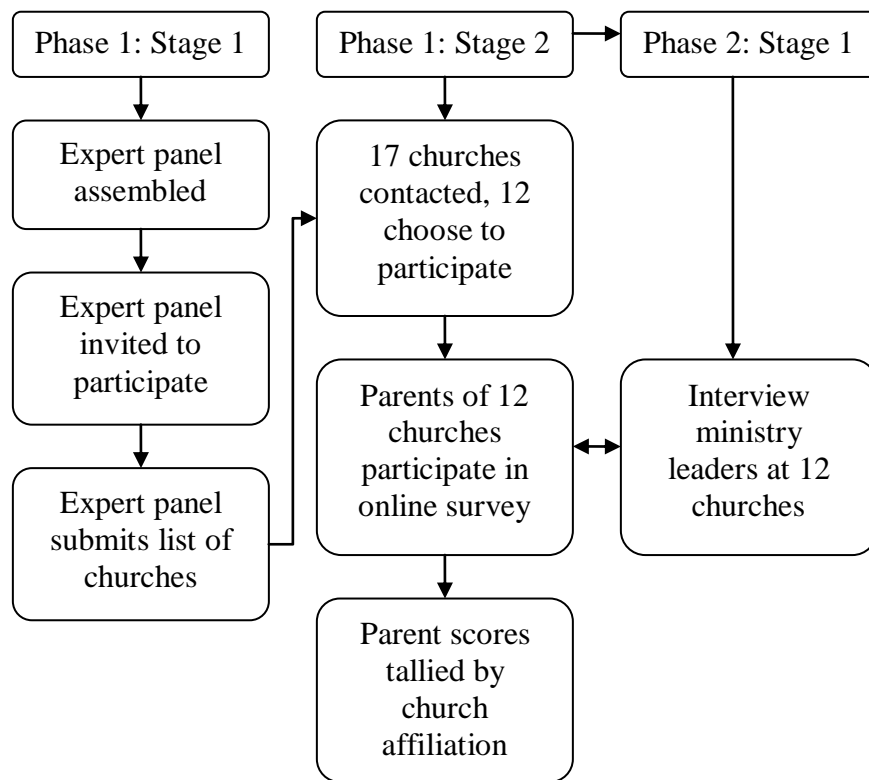 Phase 1: Stage 1
Expert panel
assembled
Expert panel
invited to
participate
Expert panel
submits list of
churches
Phase 1: Stage 2
17 churches
contacted, 12
choose to
participate
Parents of 12
churches
participate in
online survey
Parent scores
tallied by
church
affiliation
Phase 2: Stage 1
Interview
ministry
leaders at 12
churches